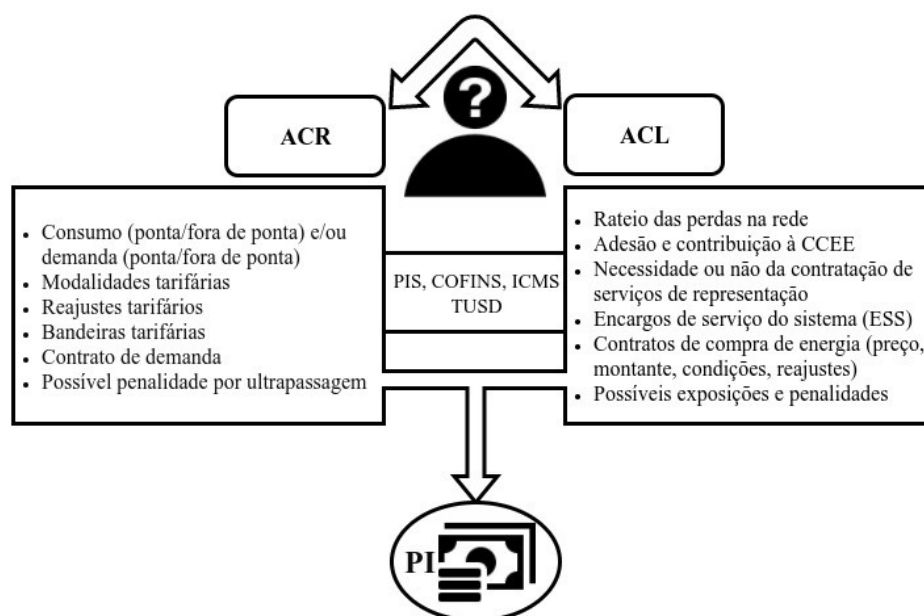 ?
ACR
ACL
• Consumo (ponta/fora de ponta) e/ou
demanda (ponta/fora de ponta)
• Modalidades tarifárias
• Reajustes tarifários
• Bandeiras tarifárias
• Contrato de demanda
• Possível penalidade por ultrapassagem
PIS, COFINS, ICMS
TUSD
• Rateio das perdas na rede
• Adesão e contribuição à CCEE
• Necessidade ou não da contratação de
serviços de representação
• Encargos de serviço do sistema (ESS)
• Contratos de compra de energia (preço,
montante, condições, reajustes)
• Possíveis exposições e penalidades
PI